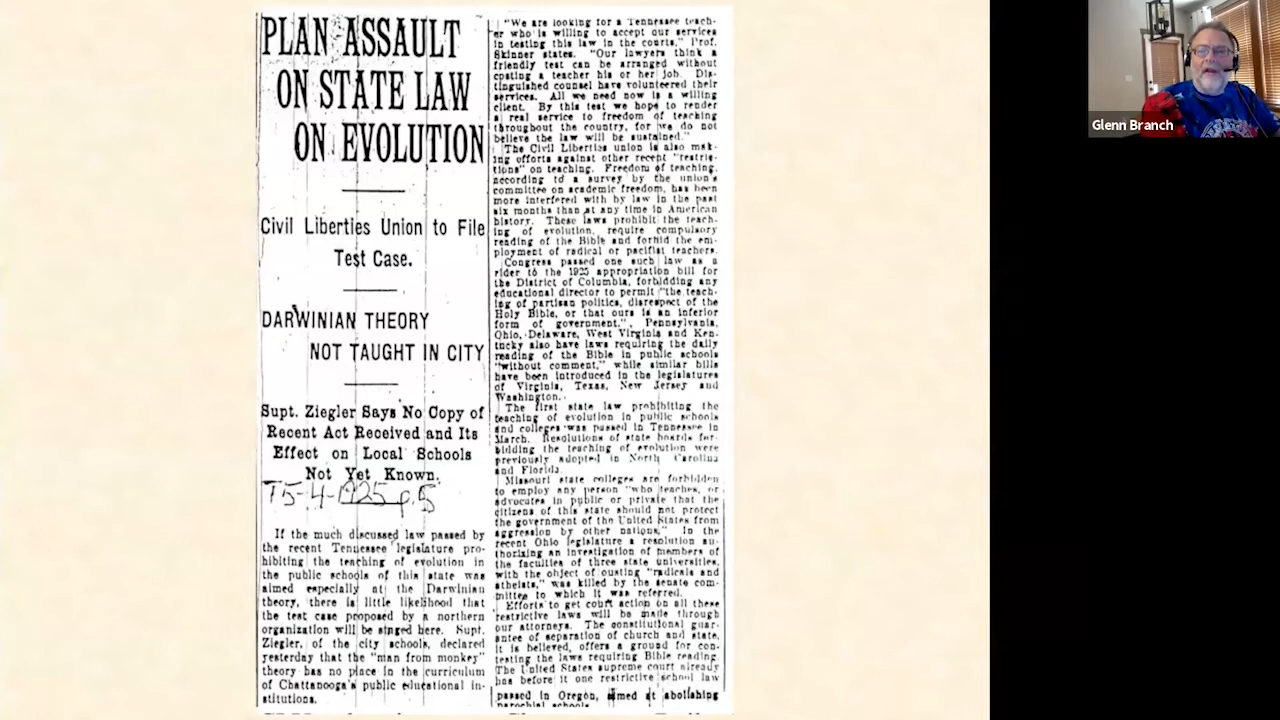 PLAN ASSAULT
ON STATE LAW
ON EVOLUTION
Civil Liberties Union to File
Test Case.
DARWINIAN THEORY
NOT TAUGHT IN CITY
Supt. Ziegler Says No Copy of
Recent Act Received and Its
Effect on Local Schools
Not Yet Known.
T5-4-1925 p.5
If the much discussed law passed by
the recent Tennessee legislature pro-
hibiting the teaching of evolution in
the public schools of this state was
aimed especially at the Darwinian
theory, there is little likelihood that
the test case proposed by a northern
organization will be singed here. Supt.
Ziegler, of the city schools, declared
yesterday that the "man from monkey"
theory has no place in the curriculum
of Chattanooga's public educational in-
stitutions.
"We are looking for a Tennessee teach-
er who is willing to accept our services
in testing this law in the courts," Prof.
Skinner states. "Our lawyers think a
friendly test can be arranged without
costing a teacher his or her job. Dis-
tinguished counsel have volunteered their
services. All we need now is a willing
client. By this test we hope to render
a real service to freedom of teaching
throughout the country, for we do not
believe the law will be sustained."
The Civil Liberties union is also mak-
ing efforts against other recent "restric-
tions" on teaching. Freedom of teaching,
according to a survey by the union's
committee on academic freedom, has been
more interfered with by law in the past
six months than at any time in American
history. These laws prohibit the teach-
ing of evolution, require compulsory
reading of the Bible and forbid the em-
ployment of radical or pacifist teachers.
Congress passed one such law as a
rider to the 1925 appropriation bill for
the District of Columbia, forbidding any
educational director to permit "the teach-
ing of partisan politics, disrespect of the
Holy Bible, or that ours is an inferior
form of government." Pennsylvania,
Ohio, Delaware, West Virginia and Ken-
tucky also have laws requiring the daily
reading of the Bible in public schools
"without comment," while similar bills
have been introduced in the legislatures
of Virginia, Texas, New Jersey and
Washington.
The first state law prohibiting the
teaching of evolution in public schools
and colleges was passed in Tennessee in
March. Resolutions of state boards for-
bidding the teaching of evolution were
previously adopted in North Carolina
and Florida.
Missouri state colleges are forbidden
to employ any person "who teaches, or
advocates in public or private that the
citizens of this state should not protect
the government of the United States from
aggression by other nations." In the
recent Ohio legislature a resolution au-
thorizing an investigation of members of
the faculties of three state universities,
with the object of ousting "radicals and
atheists," was killed by the senate com-
mittee to which it was referred.
Efforts to get court action on all these
restrictive laws will be made through
our attorneys. The constitutional guar-
antee of separation of church and state,
it is believed, offers a ground for con-
testing the laws requiring Bible reading.
The United States supreme court already
has before it one restrictive school law
passed in Oregon, aimed at abolishing
parochial schools.
Glenn Branch